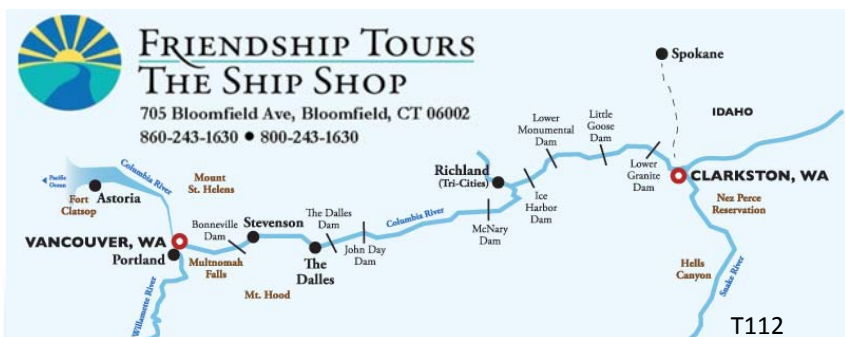 FRIENDSHIP TOURS
THE SHIP SHOP
705 Bloomfield Ave, Bloomfield, CT 06002
860-243-1630 • 800-243-1630
Spokane
IDAHO
Little
Goose
Dam
Lower
Monumental
Dam
Lower
Granite
Dam
CLARKSTON, WA
Nez Perce
Reservation
Hells
Canyon
Snake River
Richland
(Tri-Cities)
Ice
Harbor
Dam
McNary
Dam
Columbia River
John Day
Dam
The Dalles
Dam
The
Dalles
Stevenson
Bonneville
Dam
Multnomah
Falls
Mt. Hood
Mount
St. Helens
Columbia River
Pacific
Ocean
Astoria
Fort
Clatsop
VANCOUVER, WA
Portland
Willamette River
T112